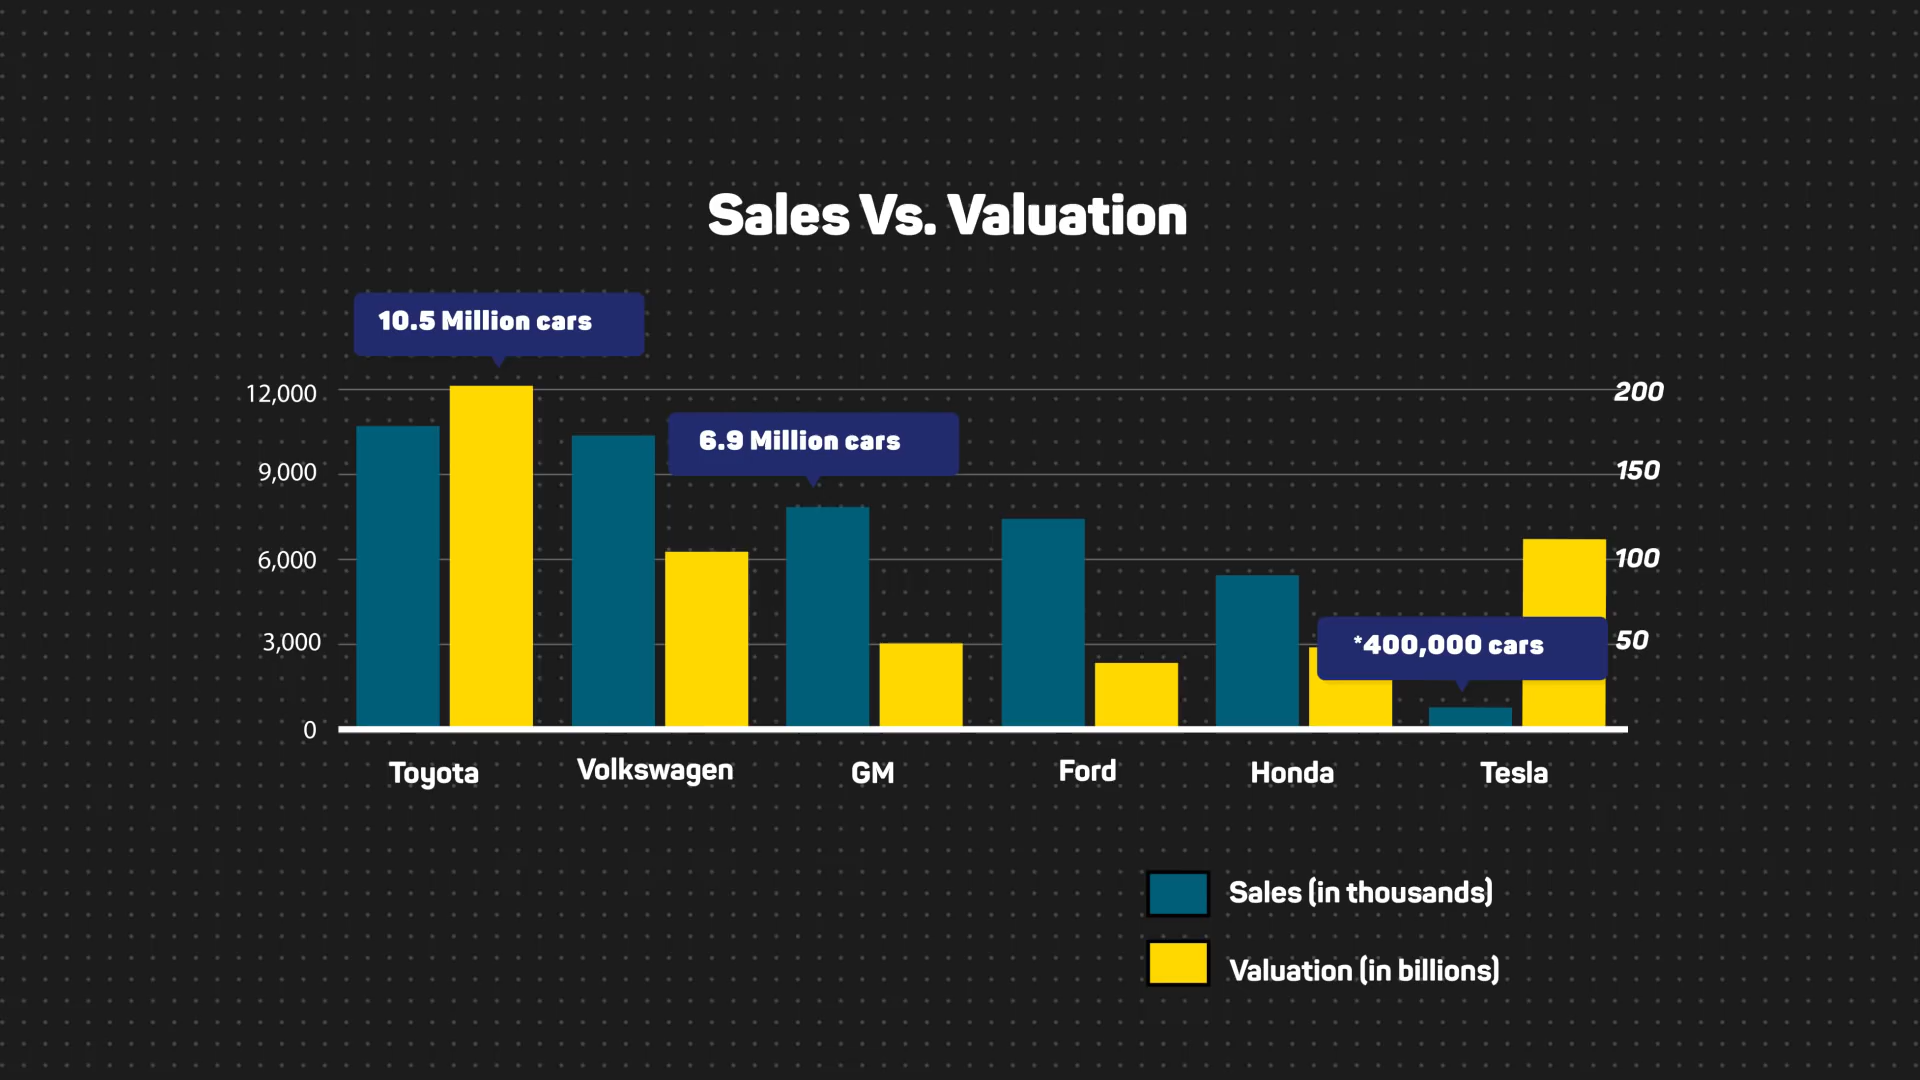 Sales Vs. Valuation
10.5 Million cars
6.9 Million cars
*400,000 cars
12,000
9,000
6,000
3,000
0
200
150
100
50
Toyota
Volkswagen
GM
Ford
Honda
Tesla
Sales (in thousands)
Valuation (in billions)